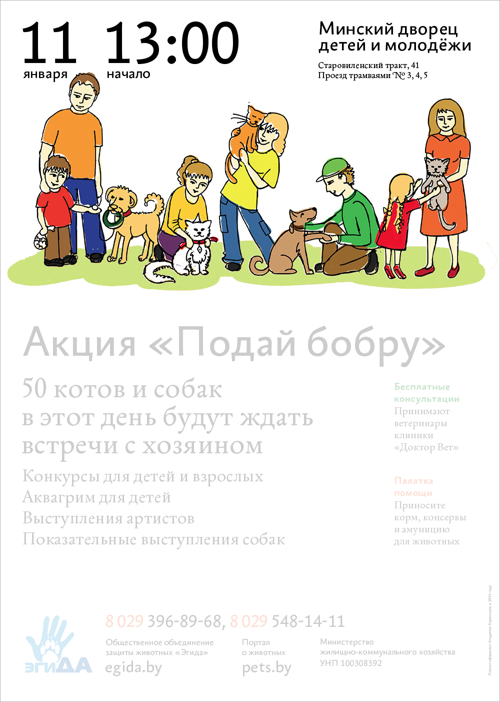 11 января
13:00 начало
Минский дворец
детей и молодёжи
Старовиленский тракт, 41
Проезд трамваями № 3, 4, 5
Акция «Подай бобру»
50 котов и собак
в этот день будут ждать
встречи с хозяином
Конкурсы для детей и взрослых
Аквагрим для детей
Выступления артистов
Показательные выступления собак
Бесплатные
консультации
Принимают
ветеринары
клиники
«Доктор Вет»
Палатка
помощи
Приносите
корм, консервы
и амуницию
для животных
8 029 396-89-68, 8 029 548-14-11
эгиДА
Общественное объединение
защиты животных «Эгида»
egida.by
Портал
о животных
pets.by
Министерство
жилищно-коммунального хозяйства
УНП 100308392